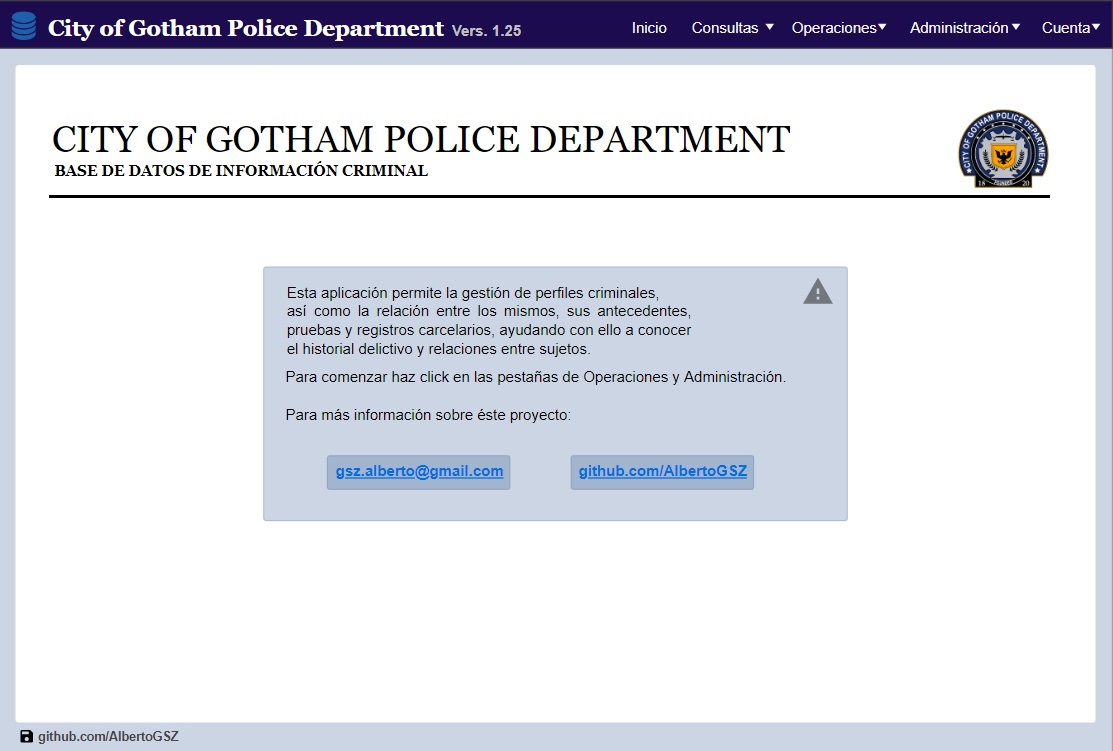 City of Gotham Police Department Vers. 1.25
Inicio Consultas Operaciones Administración Cuenta
CITY OF GOTHAM POLICE DEPARTMENT
BASE DE DATOS DE INFORMACIÓN CRIMINAL
CITY OF GOTHAM POLICE DEPARTMENT
18 FOUNDED 20
Esta aplicación permite la gestión de perfiles criminales,
así como la relación entre los mismos, sus antecedentes,
pruebas y registros carcelarios, ayudando con ello a conocer
el historial delictivo y relaciones entre sujetos.
Para comenzar haz click en las pestañas de Operaciones y Administración.
Para más información sobre éste proyecto:
gsz.alberto@gmail.com
github.com/AlbertoGSZ
github.com/AlbertoGSZ